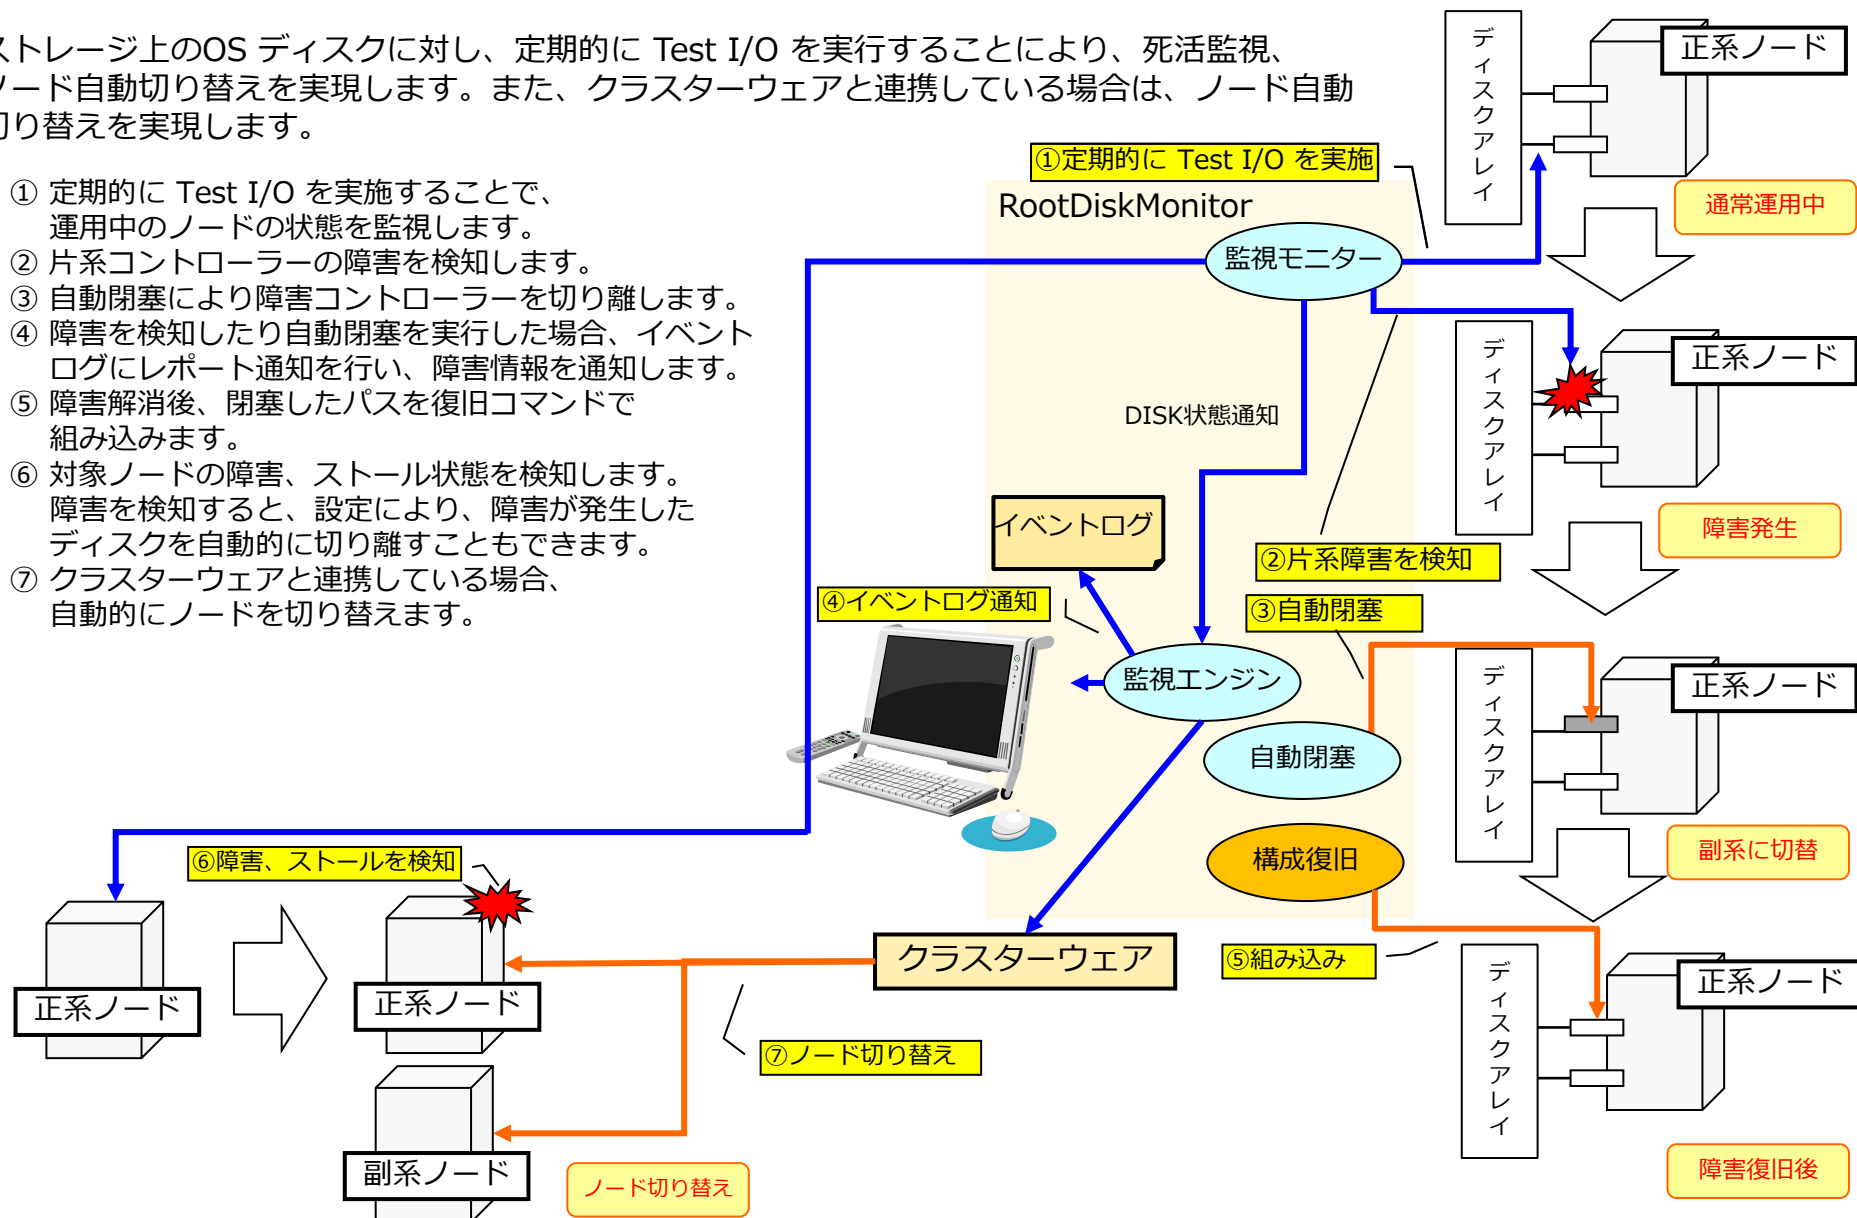 ストレージ上のOS ディスクに対し、定期的に Test I/O を実行することにより、死活監視、
ノード自動切り替えを実現します。また、クラスターウェアと連携している場合は、ノード自動
切り替えを実現します。
① 定期的に Test I/O を実施することで、
運用中のノードの状態を監視します。
② 片系コントローラーの障害を検知します。
③ 自動閉塞により障害コントローラーを切り離します。
④ 障害を検知したり自動閉塞を実行した場合、イベント
ログにレポート通知を行い、障害情報を通知します。
⑤ 障害解消後、閉塞したパスを復旧コマンドで
組み込みます。
⑥ 対象ノードの障害、ストール状態を検知します。
障害を検知すると、設定により、障害が発生した
ディスクを自動的に切り離すこともできます。
⑦ クラスターウェアと連携している場合、
自動的にノードを切り替えます。
①定期的に Test I/O を実施
RootDiskMonitor
監視モニター
DISK状態通知
イベントログ
②片系障害を検知
④イベントログ通知
③自動閉塞
監視エンジン
自動閉塞
構成復旧
クラスターウェア
⑤組み込み
⑥障害、ストールを検知
正系ノード
正系ノード
⑦ノード切り替え
副系ノード
ノード切り替え
ディスクアレイ
正系ノード
通常運用中
ディスクアレイ
正系ノード
障害発生
ディスクアレイ
正系ノード
副系に切替
ディスクアレイ
正系ノード
障害復旧後